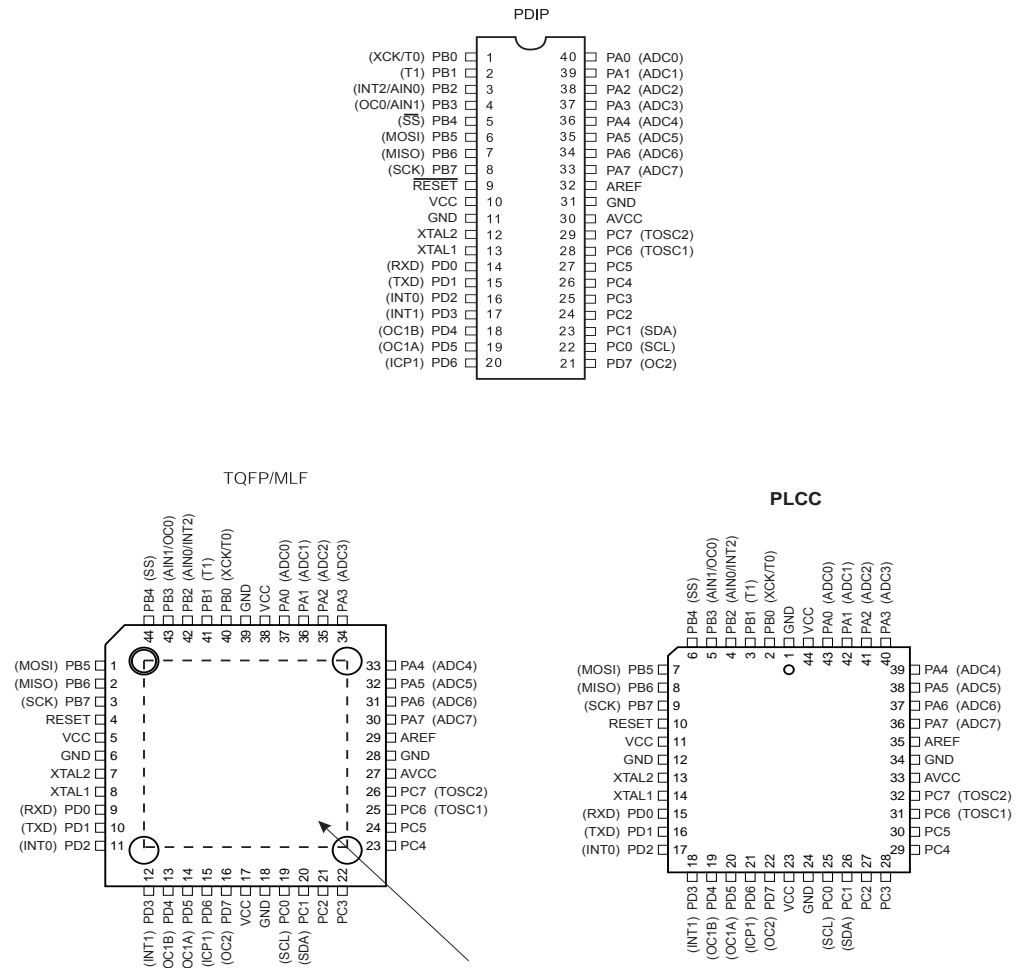 PDIP
(XCK/T0) PB0 1 40 PA0 (ADC0)
(T1) PB1 2 39 PA1 (ADC1)
(INT2/AIN0) PB2 3 38 PA2 (ADC2)
(OC0/AIN1) PB3 4 37 PA3 (ADC3)
(SS) PB4 5 36 PA4 (ADC4)
(MOSI) PB5 6 35 PA5 (ADC5)
(MISO) PB6 7 34 PA6 (ADC6)
(SCK) PB7 8 33 PA7 (ADC7)
RESET 9 32 AREF
VCC 10 31 GND
GND 11 30 AVCC
XTAL2 12 29 PC7 (TOSC2)
XTAL1 13 28 PC6 (TOSC1)
(RXD) PD0 14 27 PC5
(TXD) PD1 15 26 PC4
(INT0) PD2 16 25 PC3
(INT1) PD3 17 24 PC2
(OC1B) PD4 18 23 PC1 (SDA)
(OC1A) PD5 19 22 PC0 (SCL)
(ICP1) PD6 20 21 PD7 (OC2)
TQFP/MLF
44 PB4 (SS)
43 PB3 (AIN1/OC0)
42 PB2 (AIN0/INT2)
41 PB1 (T1)
40 PB0 (XCK/T0)
39 GND
38 VCC
37 PA0 (ADC0)
36 PA1 (ADC1)
35 PA2 (ADC2)
34 PA3 (ADC3)
(MOSI) PB5 1 33 PA4 (ADC4)
(MISO) PB6 2 32 PA5 (ADC5)
(SCK) PB7 3 31 PA6 (ADC6)
RESET 4 30 PA7 (ADC7)
VCC 5 29 AREF
GND 6 28 GND
XTAL2 7 27 AVCC
XTAL1 8 26 PC7 (TOSC2)
(RXD) PD0 9 25 PC6 (TOSC1)
(TXD) PD1 10 24 PC5
(INT0) PD2 11 23 PC4
(INT1) PD3 12
(OC1B) PD4 13
(OC1A) PD5 14
(ICP1) PD6 15
(OC2) PD7 16
VCC 17
GND 18
(SCL) PC0 19
(SDA) PC1 20
PC2 21
PC3 22
PLCC
6 PB4 (SS)
5 PB3 (AIN1/OC0)
4 PB2 (AIN0/INT2)
3 PB1 (T1)
2 PB0 (XCK/T0)
1 GND
44 VCC
43 PA0 (ADC0)
42 PA1 (ADC1)
41 PA2 (ADC2)
40 PA3 (ADC3)
(MOSI) PB5 7 39 PA4 (ADC4)
(MISO) PB6 8 38 PA5 (ADC5)
(SCK) PB7 9 37 PA6 (ADC6)
RESET 10 36 PA7 (ADC7)
VCC 11 35 AREF
GND 12 34 GND
XTAL2 13 33 AVCC
XTAL1 14 32 PC7 (TOSC2)
(RXD) PD0 15 31 PC6 (TOSC1)
(TXD) PD1 16 30 PC5
(INT0) PD2 17 29 PC4
(INT1) PD3 18
(OC1B) PD4 19
(OC1A) PD5 20
(ICP1) PD6 21
(OC2) PD7 22
VCC 23
GND 24
(SCL) PC0 25
(SDA) PC1 26
PC2 27
PC3 28